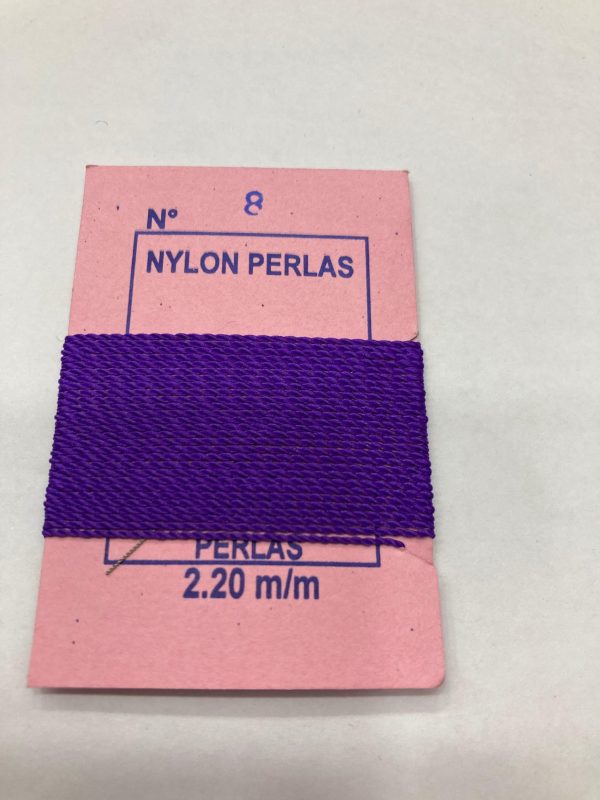 N° 8
NYLON PERLAS
PERLAS
2.20 m/m